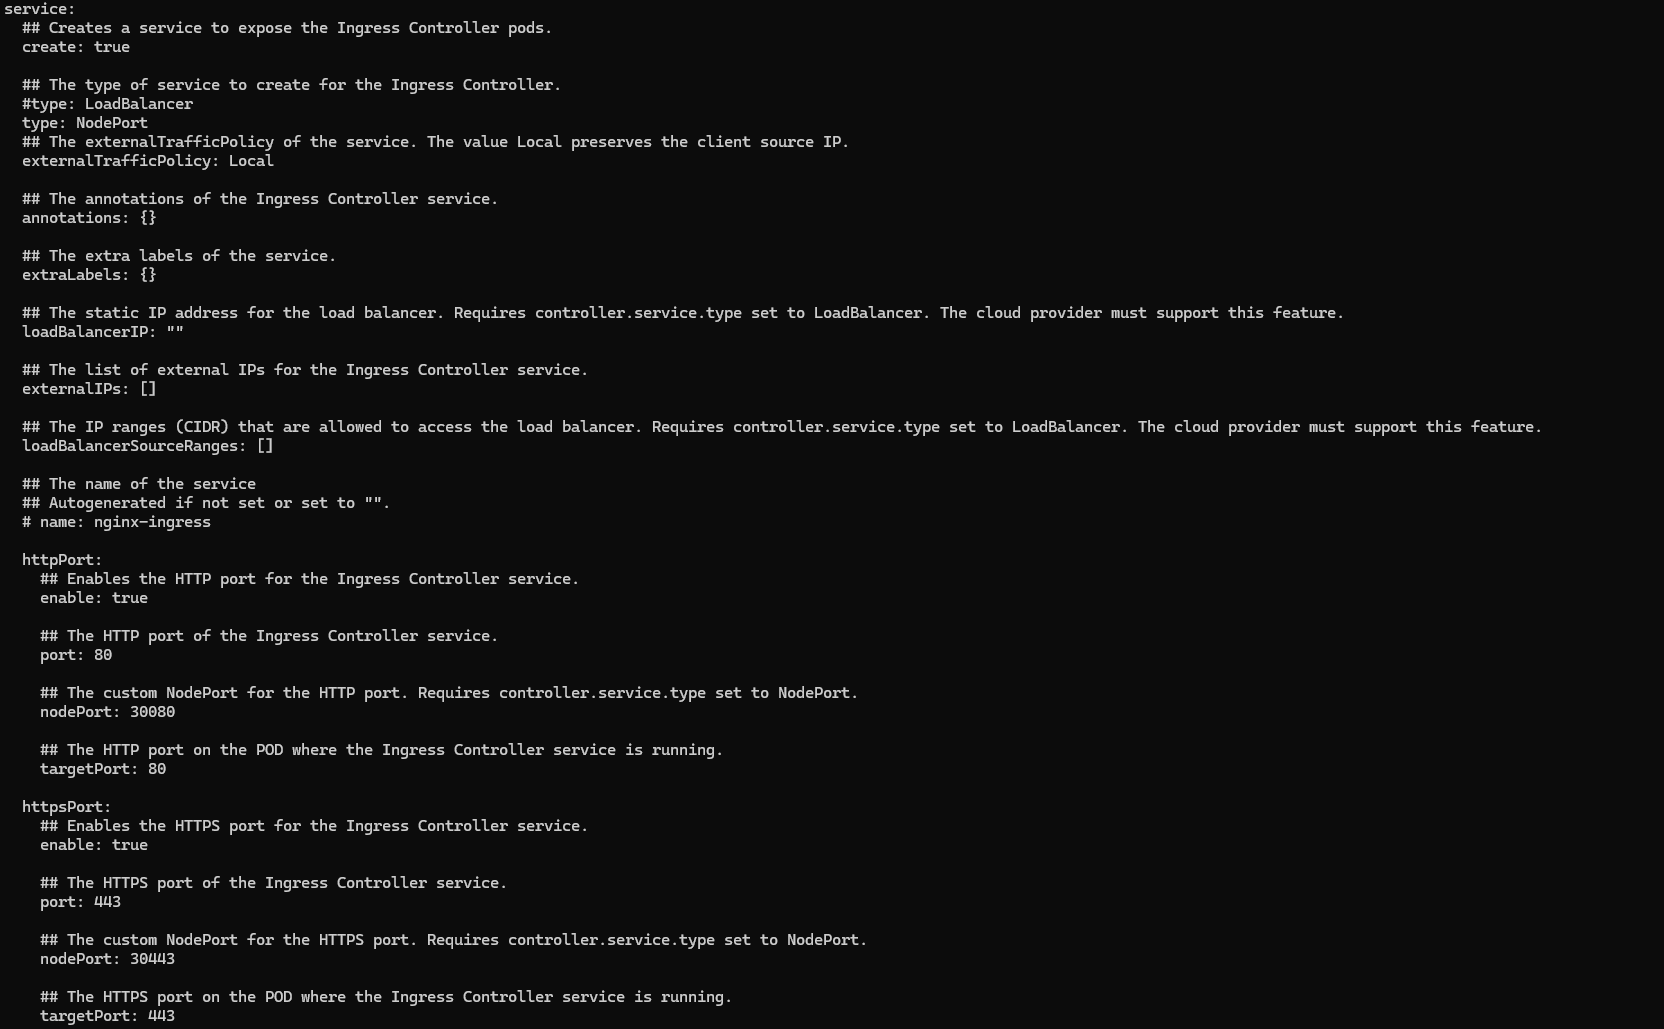 service:
## Creates a service to expose the Ingress Controller pods.
create: true
## The type of service to create for the Ingress Controller.
#type: LoadBalancer
type: NodePort
## The externalTrafficPolicy of the service. The value Local preserves the client source IP.
externalTrafficPolicy: Local
## The annotations of the Ingress Controller service.
annotations: {}
## The extra labels of the service.
extraLabels: {}
## The static IP address for the load balancer. Requires controller.service.type set to LoadBalancer. The cloud provider must support this feature.
loadBalancerIP: ""
## The list of external IPs for the Ingress Controller service.
externalIPs: []
## The IP ranges (CIDR) that are allowed to access the load balancer. Requires controller.service.type set to LoadBalancer. The cloud provider must support this feature.
loadBalancerSourceRanges: []
## The name of the service
## Autogenerated if not set or set to "".
# name: nginx-ingress
httpPort:
## Enables the HTTP port for the Ingress Controller service.
enable: true
## The HTTP port of the Ingress Controller service.
port: 80
## The custom NodePort for the HTTP port. Requires controller.service.type set to NodePort.
nodePort: 30080
## The HTTP port on the POD where the Ingress Controller service is running.
targetPort: 80
httpsPort:
## Enables the HTTPS port for the Ingress Controller service.
enable: true
## The HTTPS port of the Ingress Controller service.
port: 443
## The custom NodePort for the HTTPS port. Requires controller.service.type set to NodePort.
nodePort: 30443
## The HTTPS port on the POD where the Ingress Controller service is running.
targetPort: 443